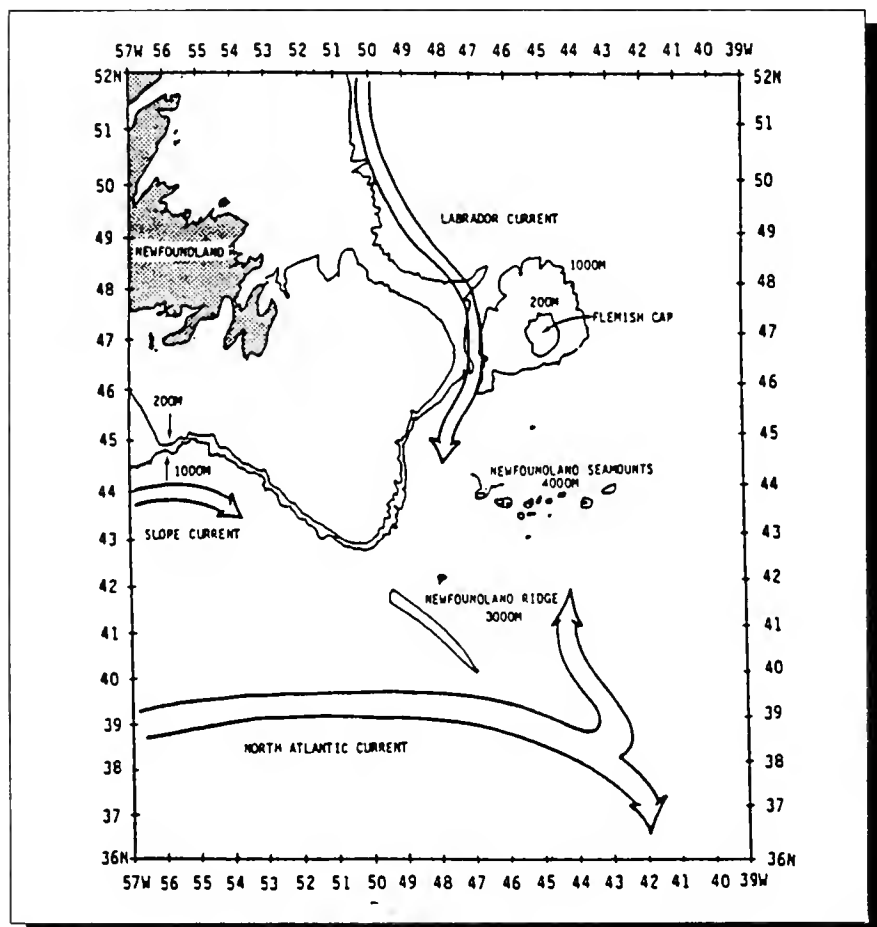 57W 56 55 54 53 52 51 50 49 48 47 46 45 44 43 42 41 40 39W
52N 52N
51 51
50 50
LABRADOR CURRENT
49 49
NEWFOUNDLAND
1000M
48 48
200M
FLEMISH CAP
47 47
46 46
200M
45 45
NEWFOUNDLAND SEAMOUNTS
4000M
1000M
44 44
SLOPE CURRENT
43 43
42 42
NEWFOUNDLAND RIDGE
3000M
41 41
40 40
39 39
NORTH ATLANTIC CURRENT
38 38
37 37
36N 36N
57W 56 55 54 53 52 51 50 49 48 47 46 45 44 43 42 41 40 39W